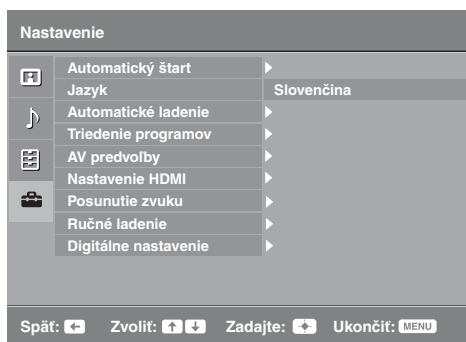 Nastavenie
Automatický štart
Jazyk Slovenčina
Automatické ladenie
Triedenie programov
AV predvoľby
Nastavenie HDMI
Posunutie zvuku
Ručné ladenie
Digitálne nastavenie
Späť: Zvoliť: Zadajte: Ukončiť: MENU